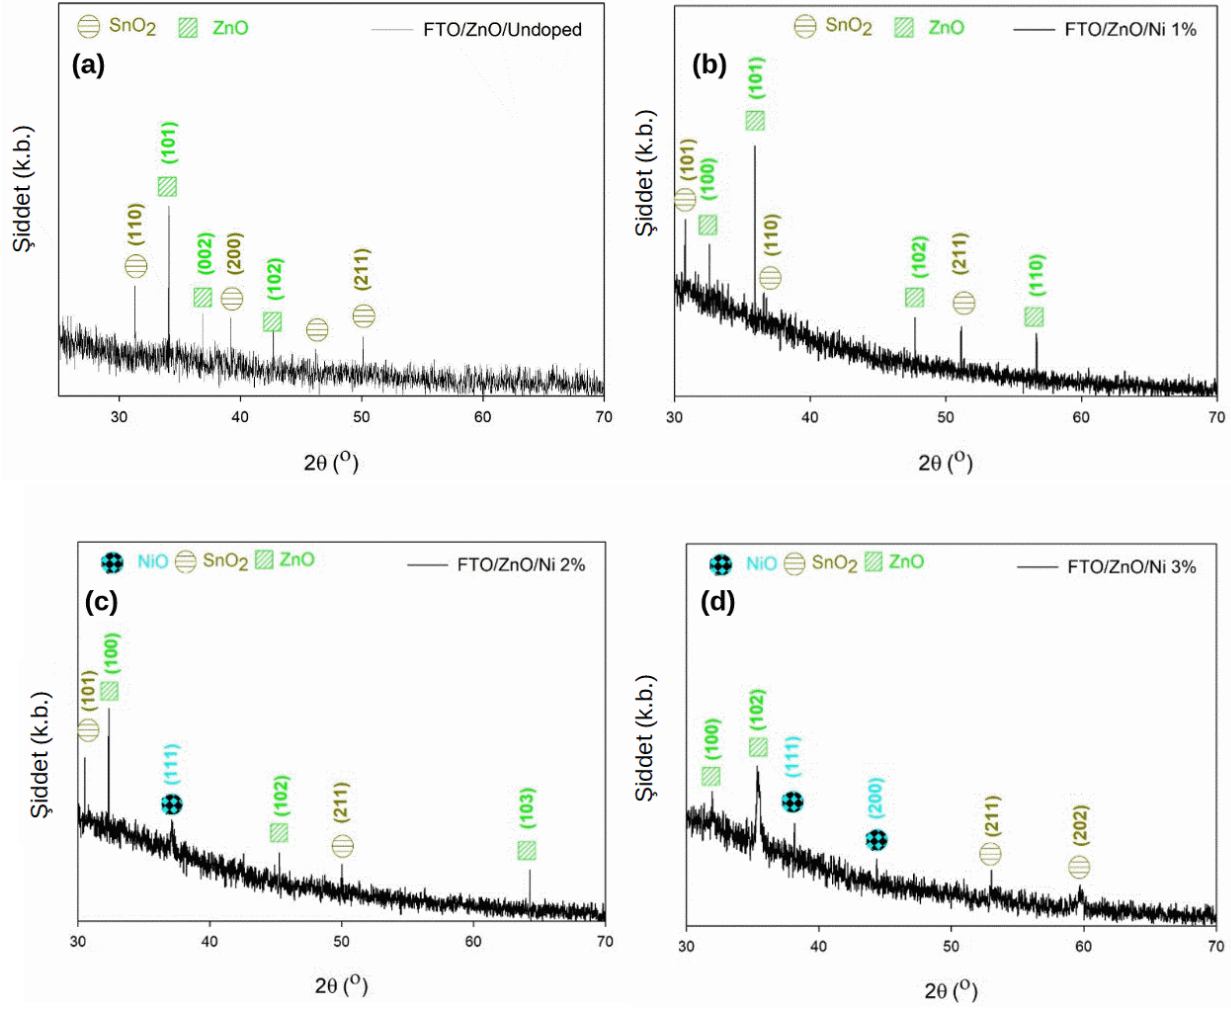 SnO2 ZnO FTO/ZnO/Undoped
(a)
Şiddet (k.b.)
(110)
(101)
(002)
(200)
(102)
(211)
30 40 50 60 70
2θ (O)
SnO2 ZnO FTO/ZnO/Ni 1%
(b)
Şiddet (k.b.)
(101)
(100)
(101)
(110)
(102)
(211)
(110)
30 40 50 60 70
2θ (O)
NiO SnO2 ZnO FTO/ZnO/Ni 2%
(c)
Şiddet (k.b.)
(101)
(100)
(111)
(102)
(211)
(103)
30 40 50 60 70
2θ (O)
NiO SnO2 ZnO FTO/ZnO/Ni 3%
(d)
Şiddet (k.b.)
(100)
(102)
(111)
(200)
(211)
(202)
30 40 50 60 70
2θ (O)